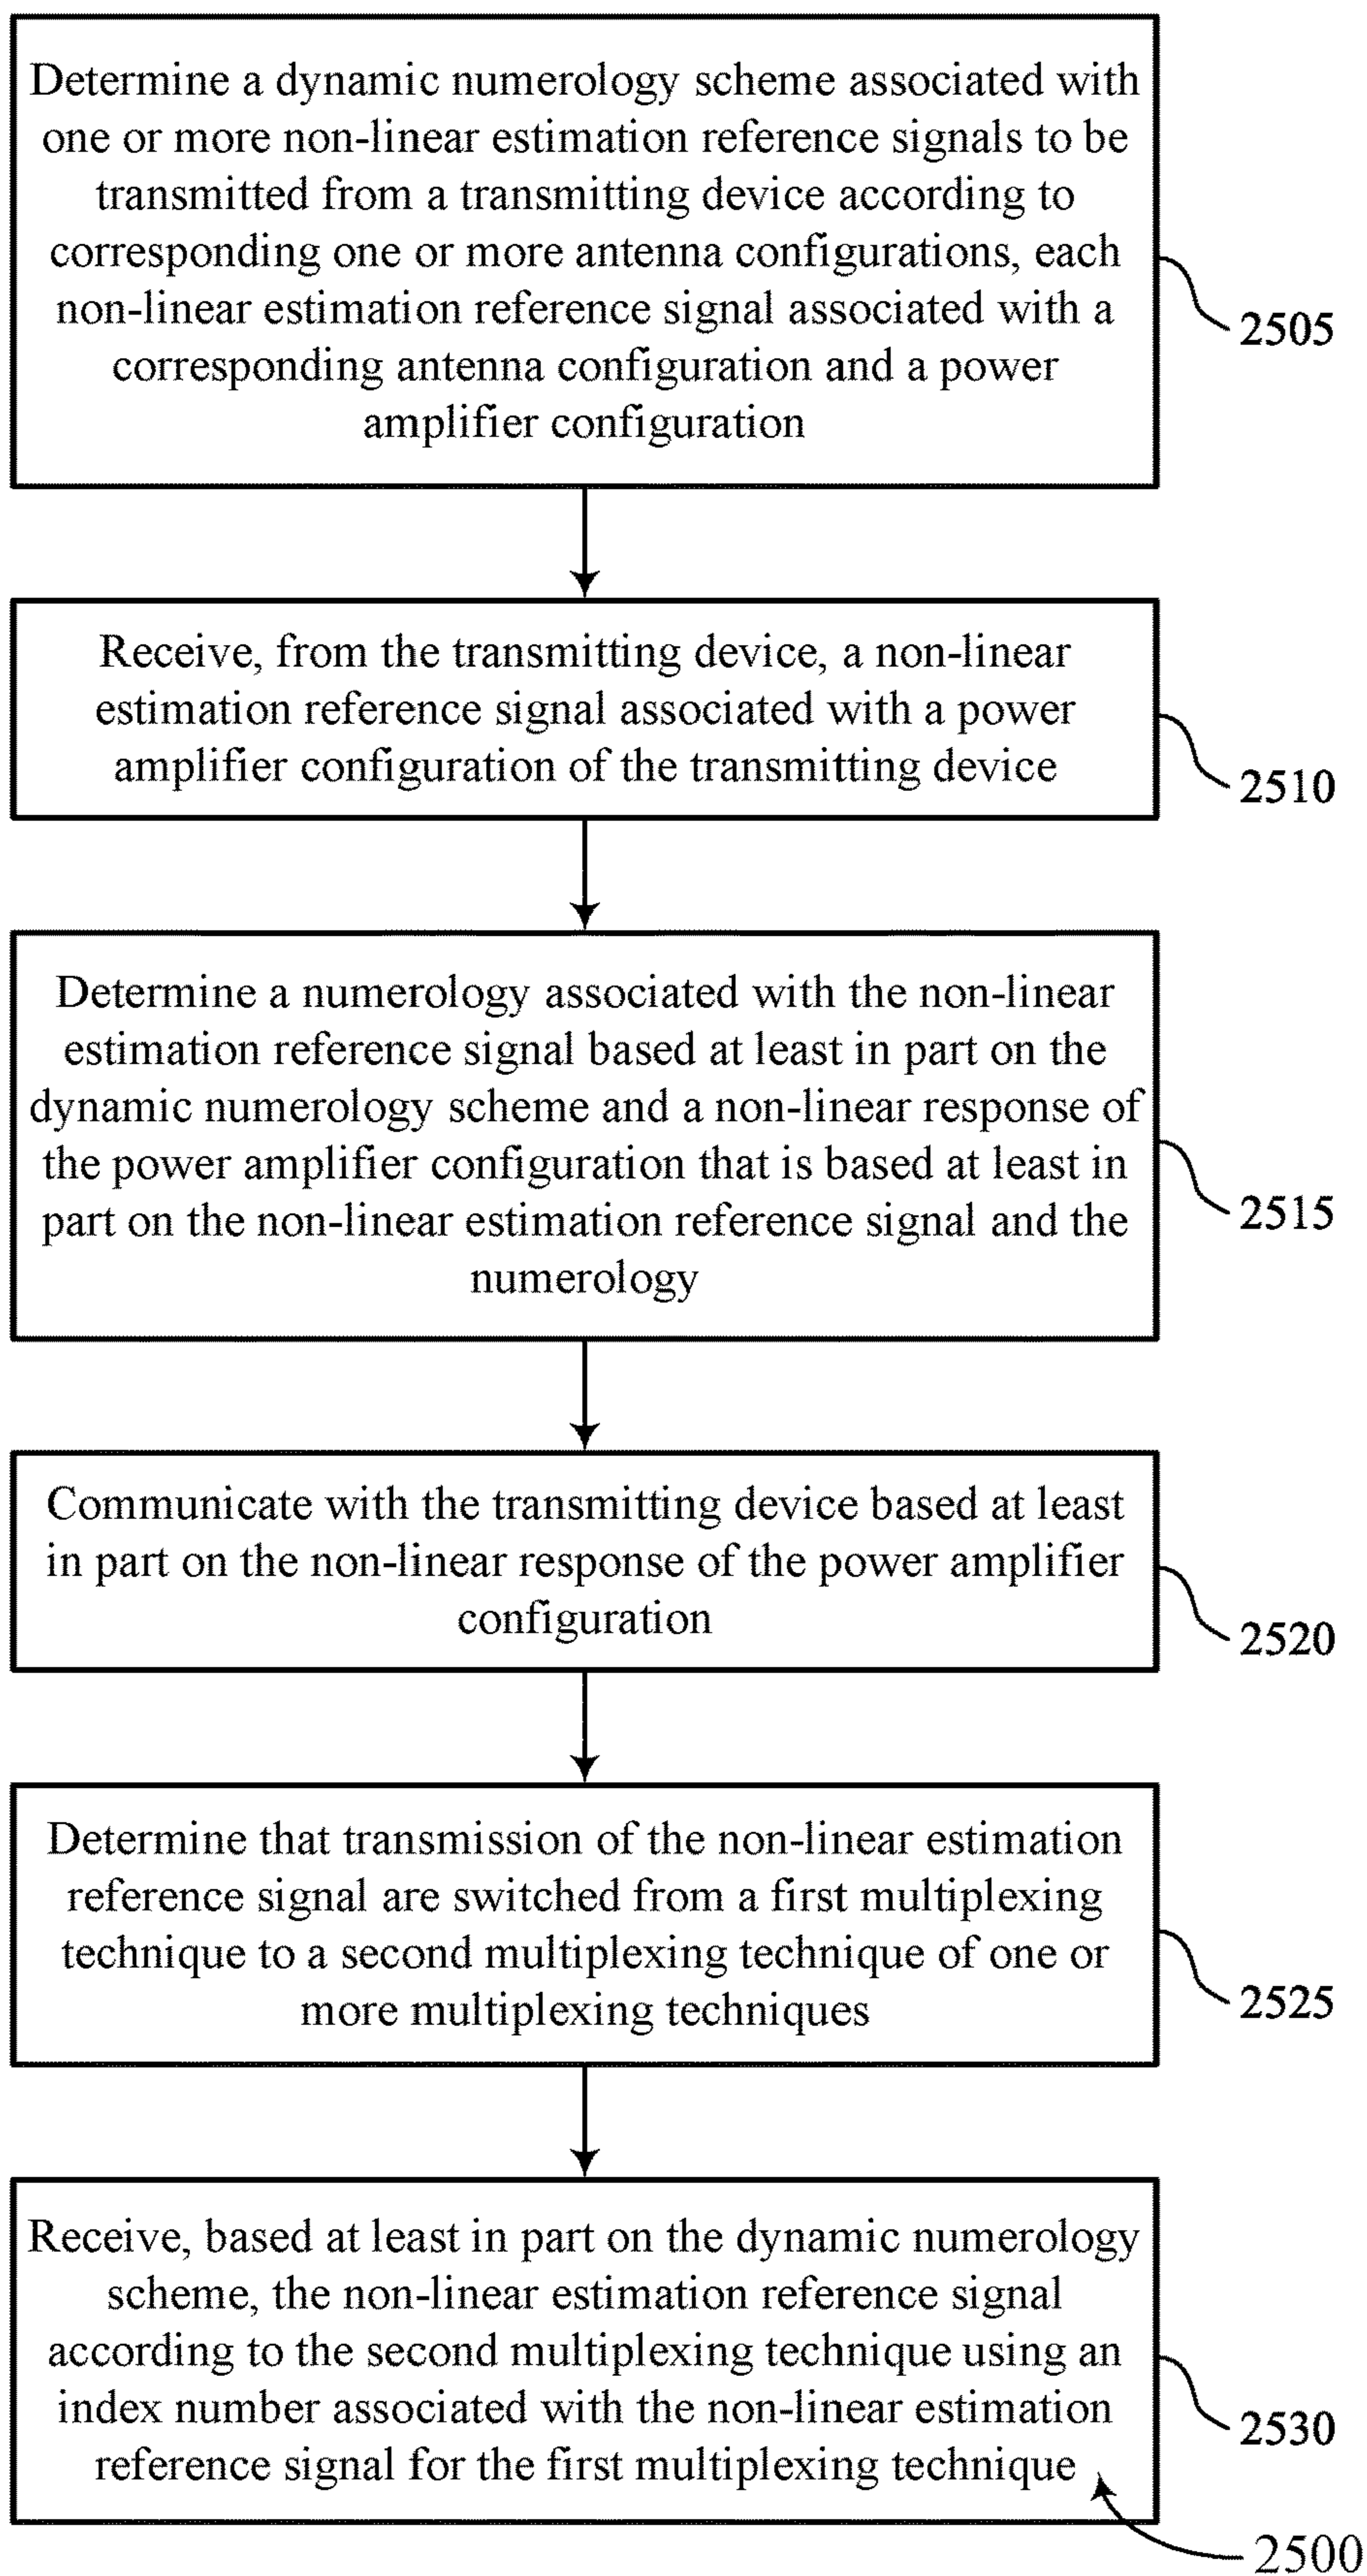 Determine a dynamic numerology scheme associated with
one or more non-linear estimation reference signals to be
transmitted from a transmitting device according to
corresponding one or more antenna configurations, each
non-linear estimation reference signal associated with a
corresponding antenna configuration and a power
amplifier configuration
2505
Receive, from the transmitting device, a non-linear
estimation reference signal associated with a power
amplifier configuration of the transmitting device
2510
Determine a numerology associated with the non-linear
estimation reference signal based at least in part on the
dynamic numerology scheme and a non-linear response of
the power amplifier configuration that is based at least in
part on the non-linear estimation reference signal and the
numerology
2515
Communicate with the transmitting device based at least
in part on the non-linear response of the power amplifier
configuration
2520
Determine that transmission of the non-linear estimation
reference signal are switched from a first multiplexing
technique to a second multiplexing technique of one or
more multiplexing techniques
2525
Receive, based at least in part on the dynamic numerology
scheme, the non-linear estimation reference signal
according to the second multiplexing technique using an
index number associated with the non-linear estimation
reference signal for the first multiplexing technique
2530
2500